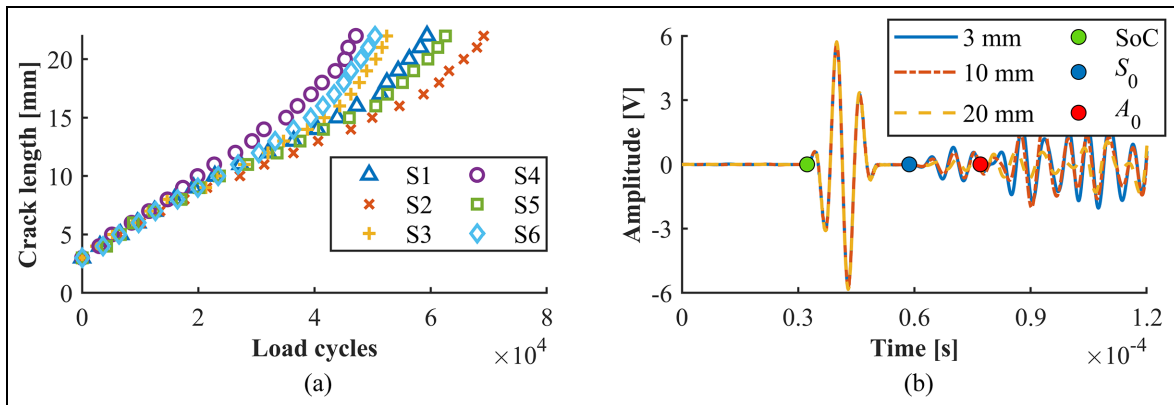 Crack length [mm]
20
15
10
5
0
0 2 4 6 8
×10⁴
Load cycles
S1 S4
S2 S5
S3 S6
(a)
Amplitude [V]
6
3
0
-3
-6
0 0.3 0.6 0.9 1.2
×10⁻⁴
Time [s]
3 mm SoC
10 mm S₀
20 mm A₀
(b)